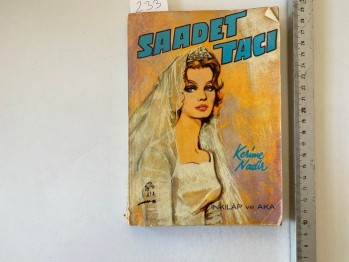 233
SAADET
TACI
Kerime
Nadir
İNKILAP ve AKA